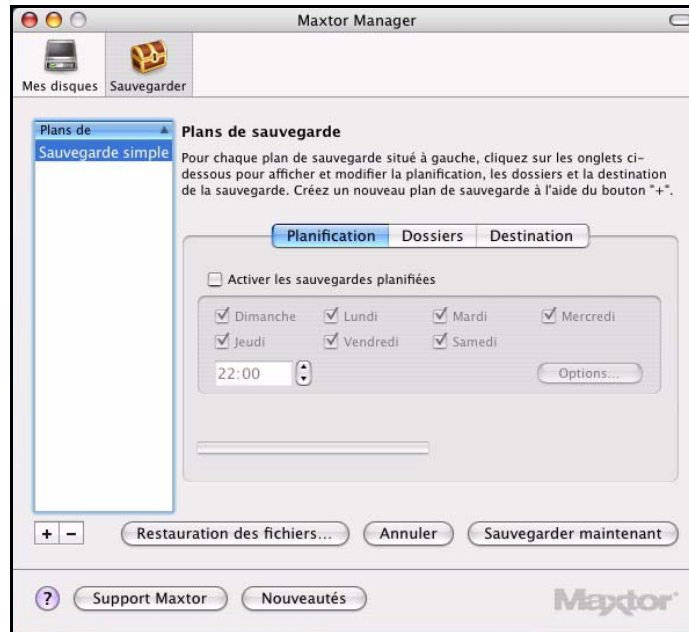 Maxtor Manager
Mes disques
Sauvegarder
Plans de
Sauvegarde simple
Plans de sauvegarde
Pour chaque plan de sauvegarde situé à gauche, cliquez sur les onglets ci-
dessous pour afficher et modifier la planification, les dossiers et la destination
de la sauvegarde. Créez un nouveau plan de sauvegarde à l'aide du bouton "+".
Planification Dossiers Destination
Activer les sauvegardes planifiées
Dimanche Lundi Mardi Mercredi
Jeudi Vendredi Samedi
22:00 Options...
+ - Restauration des fichiers... Annuler Sauvegarder maintenant
? Support Maxtor Nouveautés Maxtor